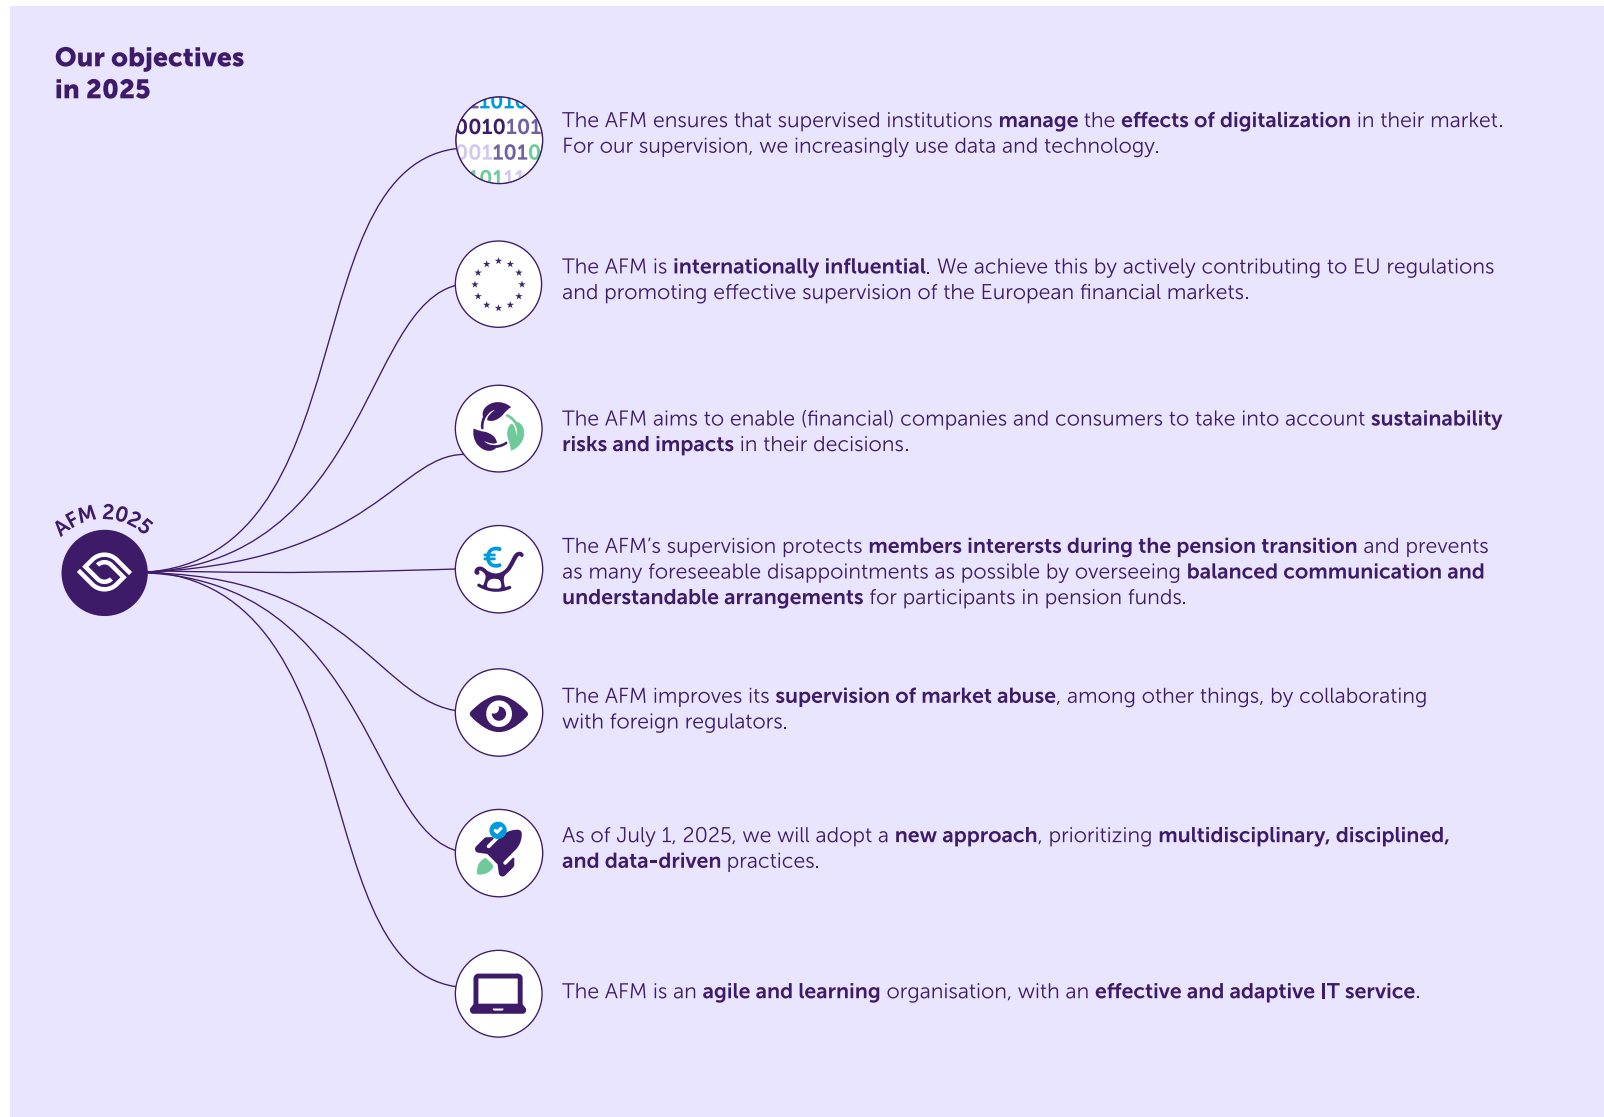 Our objectives
in 2025
The AFM ensures that supervised institutions manage the effects of digitalization in their market.
For our supervision, we increasingly use data and technology.
The AFM is internationally influential. We achieve this by actively contributing to EU regulations
and promoting effective supervision of the European financial markets.
The AFM aims to enable (financial) companies and consumers to take into account sustainability
risks and impacts in their decisions.
AFM 2025
The AFM's supervision protects members interersts during the pension transition and prevents
as many foreseeable disappointments as possible by overseeing balanced communication and
understandable arrangements for participants in pension funds.
The AFM improves its supervision of market abuse, among other things, by collaborating
with foreign regulators.
As of July 1, 2025, we will adopt a new approach, prioritizing multidisciplinary, disciplined,
and data-driven practices.
The AFM is an agile and learning organisation, with an effective and adaptive IT service.